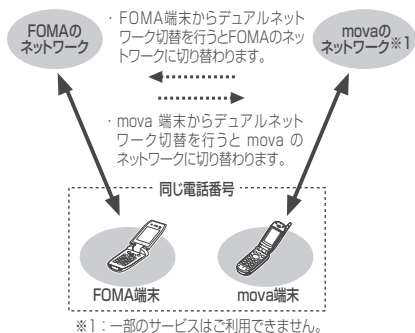 FOMAの
ネットワーク
・FOMA端末からデュアルネット
ワーク切替を行うとFOMAのネッ
トワークに切り替わります。
movaの
ネットワーク※1
・mova 端末からデュアルネット
ワーク切替を行うと mova の
ネットワークに切り替わります。
同じ電話番号
FOMA端末
mova端末
※1：一部のサービスはご利用できません。